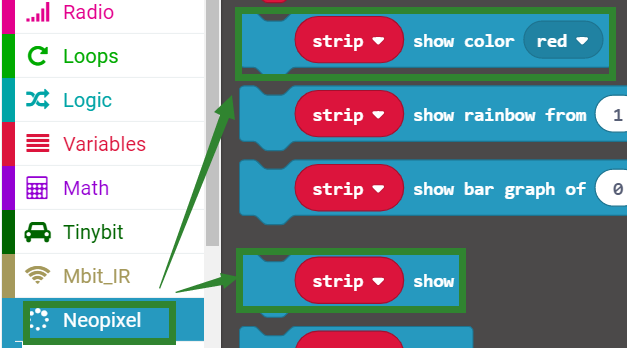 Radio
Loops
Logic
Variables
Math
Tinybit
Mbit_IR
Neopixel
strip show color red
strip show rainbow from 1
strip show bar graph of 0
strip show